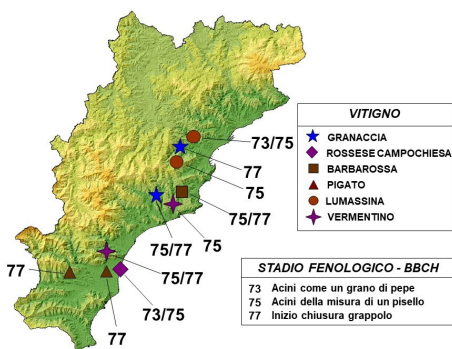 VITIGNO
GRANACCIA
ROSSESE CAMPOCHIESA
BARBAROSSA
PIGATO
LUMASSINA
VERMENTINO
73/75
77
75
75/77
75/77
75
77
75/77
73/75
77
STADIO FENOLOGICO - BBCH
73 Acini come un grano di pepe
75 Acini della misura di un pisello
77 Inizio chiusura grappolo